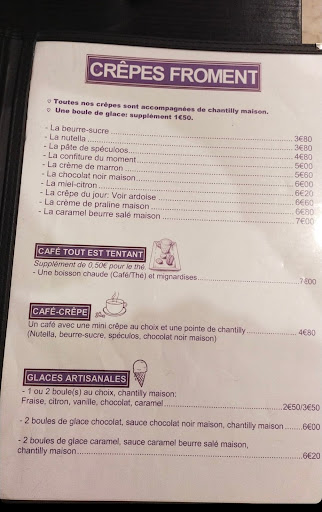 CRÊPES FROMENT
Toutes nos crêpes sont accompagnées de chantilly maison.
Une boule de glace: supplément 1€50.
- La beurre-sucre...3€80
- La nutella...3€80
- La pâte de spéculoos...4€80
- La confiture du moment...5€00
- La crème de marron...5€60
- La chocolat noir maison...6€00
- La miel-citron...6€20
- La crêpe du jour: Voir ardoise...6€60
- La crème de praline maison...6€80
- La caramel beurre salé maison...7€00
CAFÉ TOUT EST TENTANT
Supplément de 0,50€ pour le thé
- Une boisson chaude (Café/Thé) et mignardises...
CAFÉ-CRÊPE
Un café avec une mini crêpe au choix et une pointe de chantilly...4€80
(Nutella, beurre-sucre, spéculos, chocolat noir maison)
GLACES ARTISANALES
- 1 ou 2 boule(s) au choix, chantilly maison:
Fraise, citron, vanille, chocolat, caramel...2€50/3€50
- 2 boules de glace chocolat, sauce chocolat noir maison, chantilly maison...6€00
- 2 boules de glace caramel, sauce caramel beurre salé maison,
chantilly maison...6€20